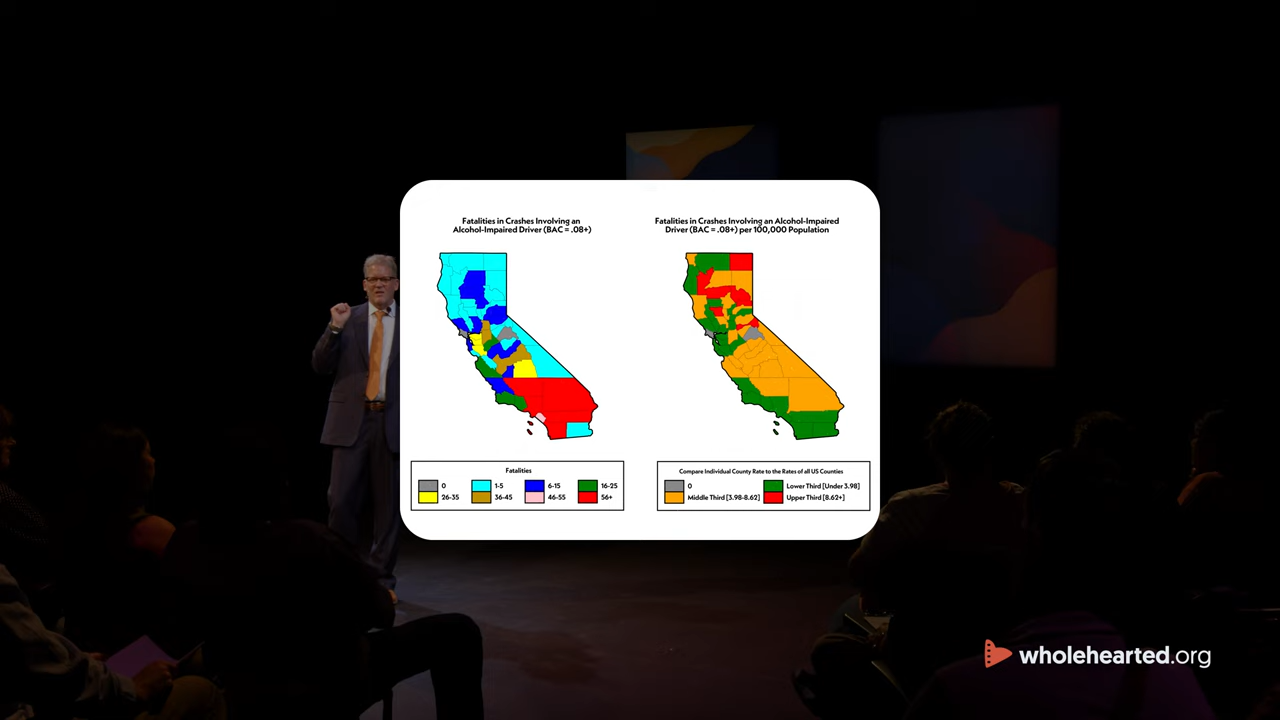 Fatalities in Crashes Involving an
Alcohol-Impaired Driver (BAC = .08+)
Fatalities in Crashes Involving an Alcohol-Impaired
Driver (BAC = .08+) per 100,000 Population
Fatalities
0
1-5
6-15
16-25
26-35
36-45
46-55
56+
Compare Individual County Rate to the Rates of all US Counties
0
Lower Third [Under 3.98]
Middle Third [3.98-8.62]
Upper Third [8.62+]
wholehearted.org